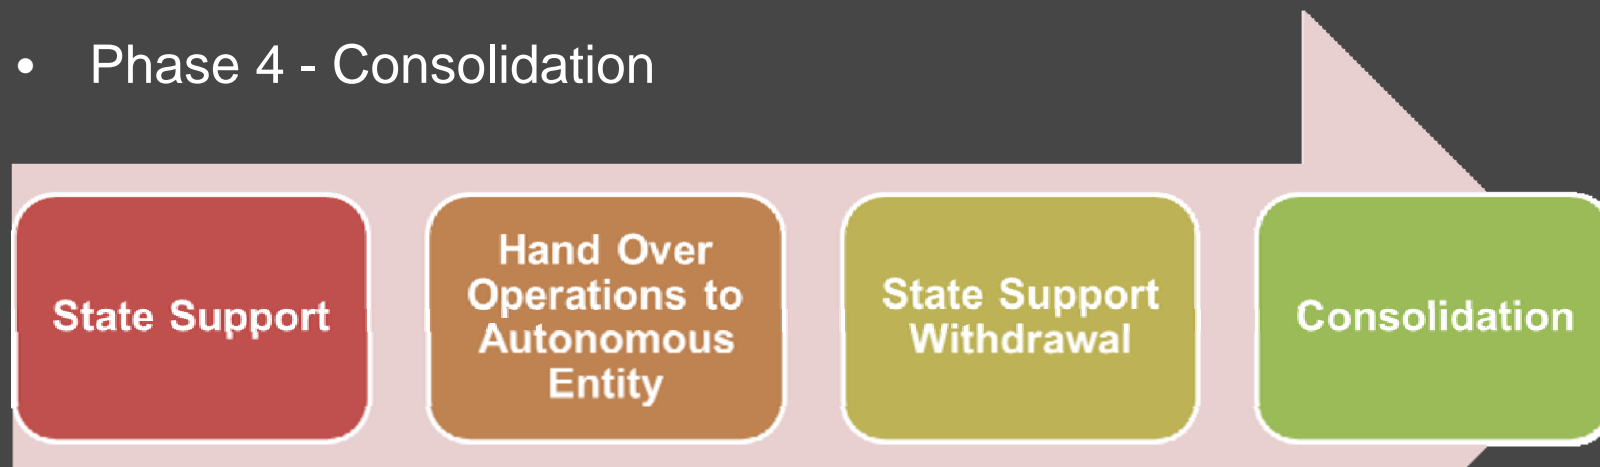 • Phase 4 - Consolidation
State Support
Hand Over
Operations to
Autonomous
Entity
State Support
Withdrawal
Consolidation